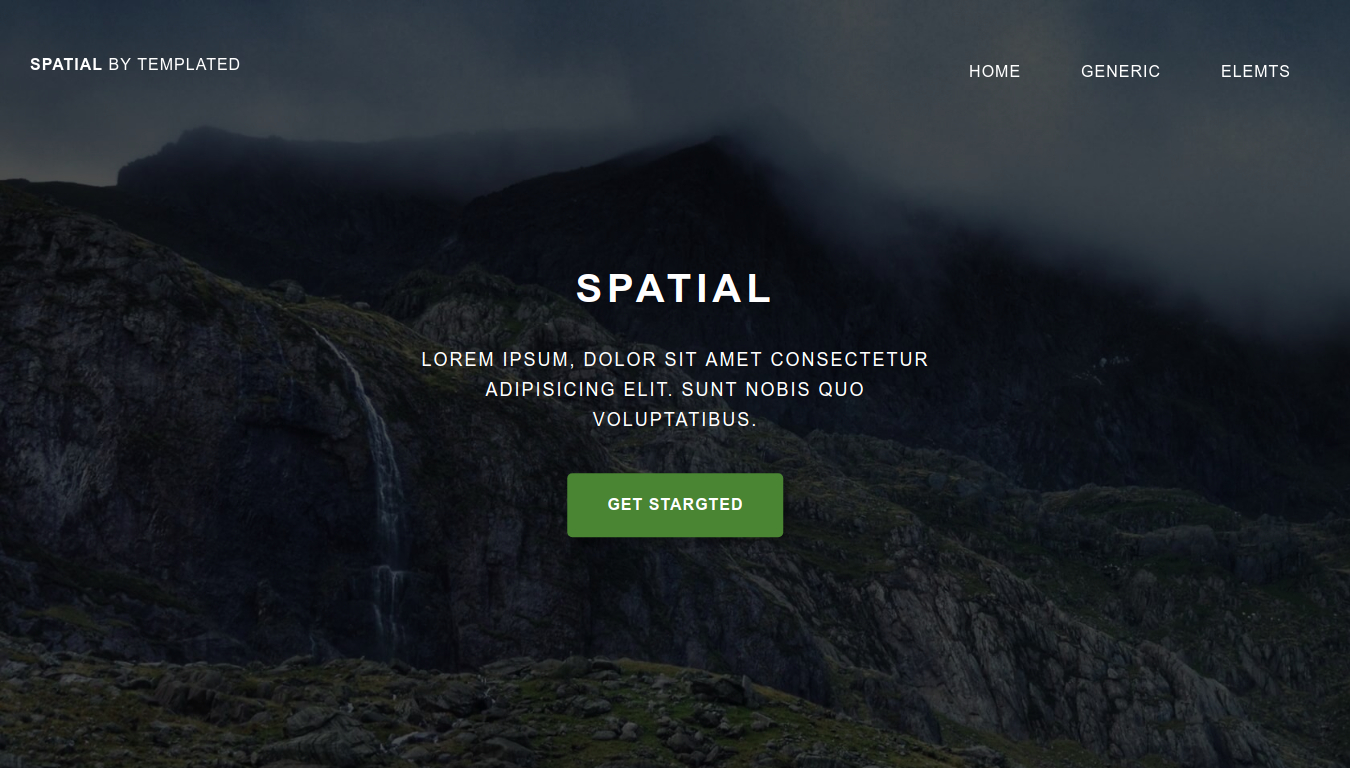 SPATIAL BY TEMPLATED
HOME GENERIC ELEMTS
SPATIAL
LOREM IPSUM, DOLOR SIT AMET CONSECTETUR
ADIPISICING ELIT. SUNT NOBIS QUO
VOLUPTATIBUS.
GET STARGTED